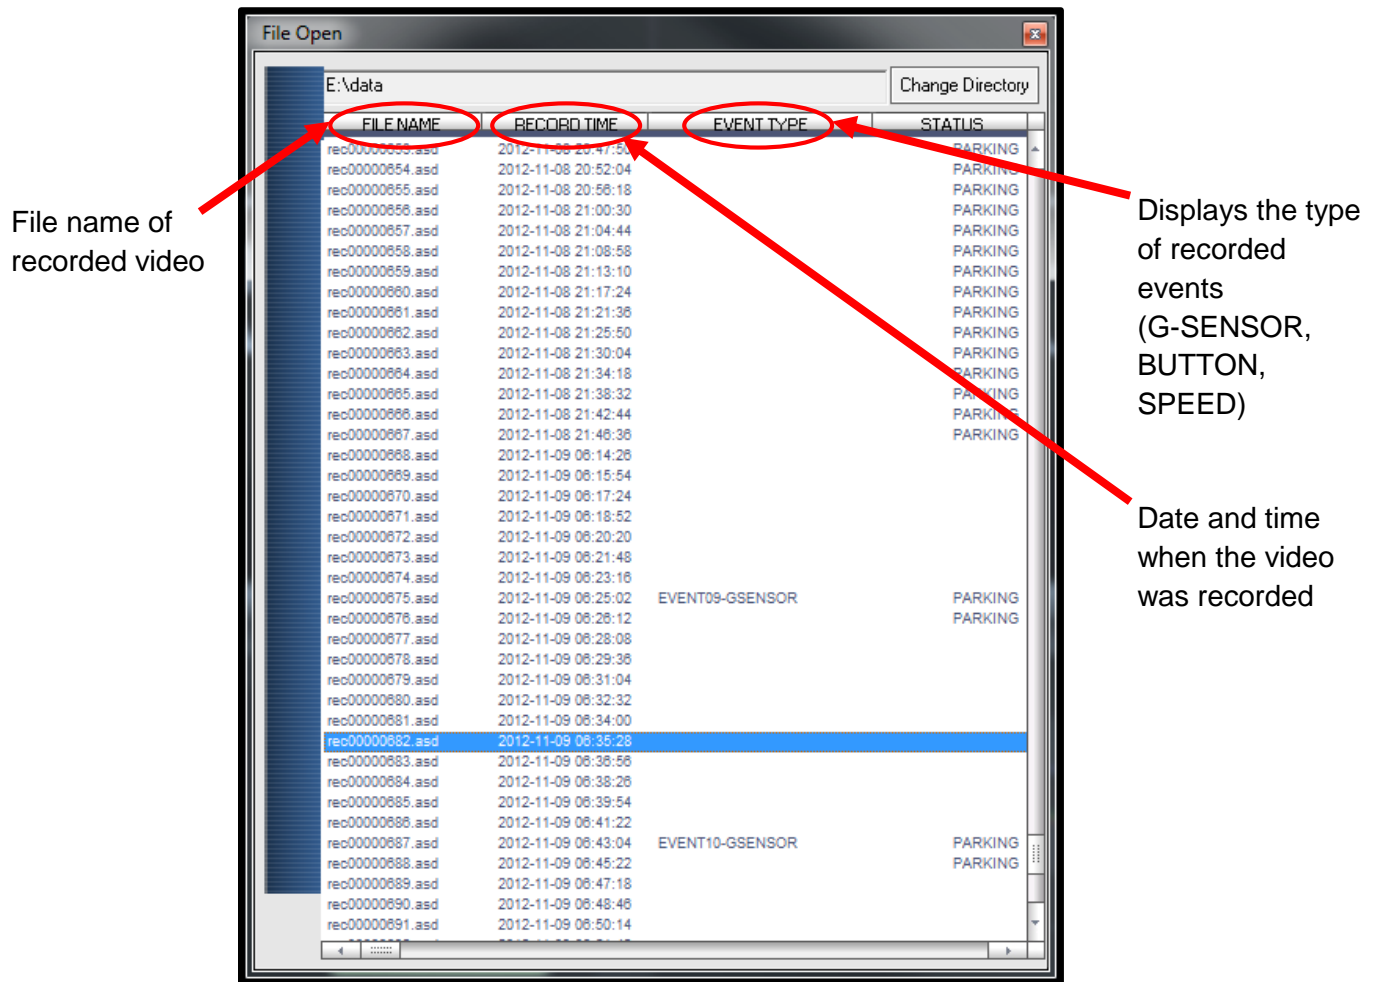 File Open
E:\data
Change Directory
FILE NAME RECORD TIME EVENT TYPE STATUS
rec00000653.asd 2012-11-08 20:47:50 PARKING
rec00000654.asd 2012-11-08 20:52:04 PARKING
rec00000655.asd 2012-11-08 20:56:18 PARKING
rec00000656.asd 2012-11-08 21:00:30 PARKING
rec00000657.asd 2012-11-08 21:04:44 PARKING
rec00000658.asd 2012-11-08 21:08:58 PARKING
rec00000659.asd 2012-11-08 21:13:10 PARKING
rec00000660.asd 2012-11-08 21:17:24 PARKING
rec00000661.asd 2012-11-08 21:21:36 PARKING
rec00000662.asd 2012-11-08 21:25:50 PARKING
rec00000663.asd 2012-11-08 21:30:04 PARKING
rec00000664.asd 2012-11-08 21:34:18 PARKING
rec00000665.asd 2012-11-08 21:38:32 PARKING
rec00000666.asd 2012-11-08 21:42:44 PARKING
rec00000667.asd 2012-11-08 21:46:36 PARKING
rec00000668.asd 2012-11-09 06:14:26
rec00000669.asd 2012-11-09 06:15:54
rec00000670.asd 2012-11-09 06:17:24
rec00000671.asd 2012-11-09 06:18:52
rec00000672.asd 2012-11-09 06:20:20
rec00000673.asd 2012-11-09 06:21:48
rec00000674.asd 2012-11-09 06:23:16
rec00000675.asd 2012-11-09 06:25:02 EVENT09-GSENSOR PARKING
rec00000676.asd 2012-11-09 06:26:12 PARKING
rec00000677.asd 2012-11-09 06:28:08
rec00000678.asd 2012-11-09 06:29:36
rec00000679.asd 2012-11-09 06:31:04
rec00000680.asd 2012-11-09 06:32:32
rec00000681.asd 2012-11-09 06:34:00
rec00000682.asd 2012-11-09 06:35:28
rec00000683.asd 2012-11-09 06:36:56
rec00000684.asd 2012-11-09 06:38:26
rec00000685.asd 2012-11-09 06:39:54
rec00000686.asd 2012-11-09 06:41:22
rec00000687.asd 2012-11-09 06:43:04 EVENT10-GSENSOR PARKING
rec00000688.asd 2012-11-09 06:45:22 PARKING
rec00000689.asd 2012-11-09 06:47:18
rec00000690.asd 2012-11-09 06:48:46
rec00000691.asd 2012-11-09 06:50:14
File name of
recorded video
Displays the type
of recorded
events
(G-SENSOR,
BUTTON,
SPEED)
Date and time
when the video
was recorded